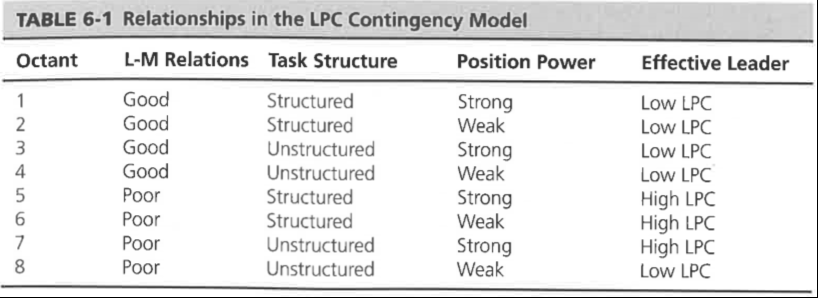 TABLE 6-1 Relationships in the LPC Contingency Model
Octant L-M Relations Task Structure Position Power Effective Leader
1 Good Structured Strong Low LPC
2 Good Structured Weak Low LPC
3 Good Unstructured Strong Low LPC
4 Good Unstructured Weak Low LPC
5 Poor Structured Strong High LPC
6 Poor Structured Weak High LPC
7 Poor Unstructured Strong High LPC
8 Poor Unstructured Weak Low LPC